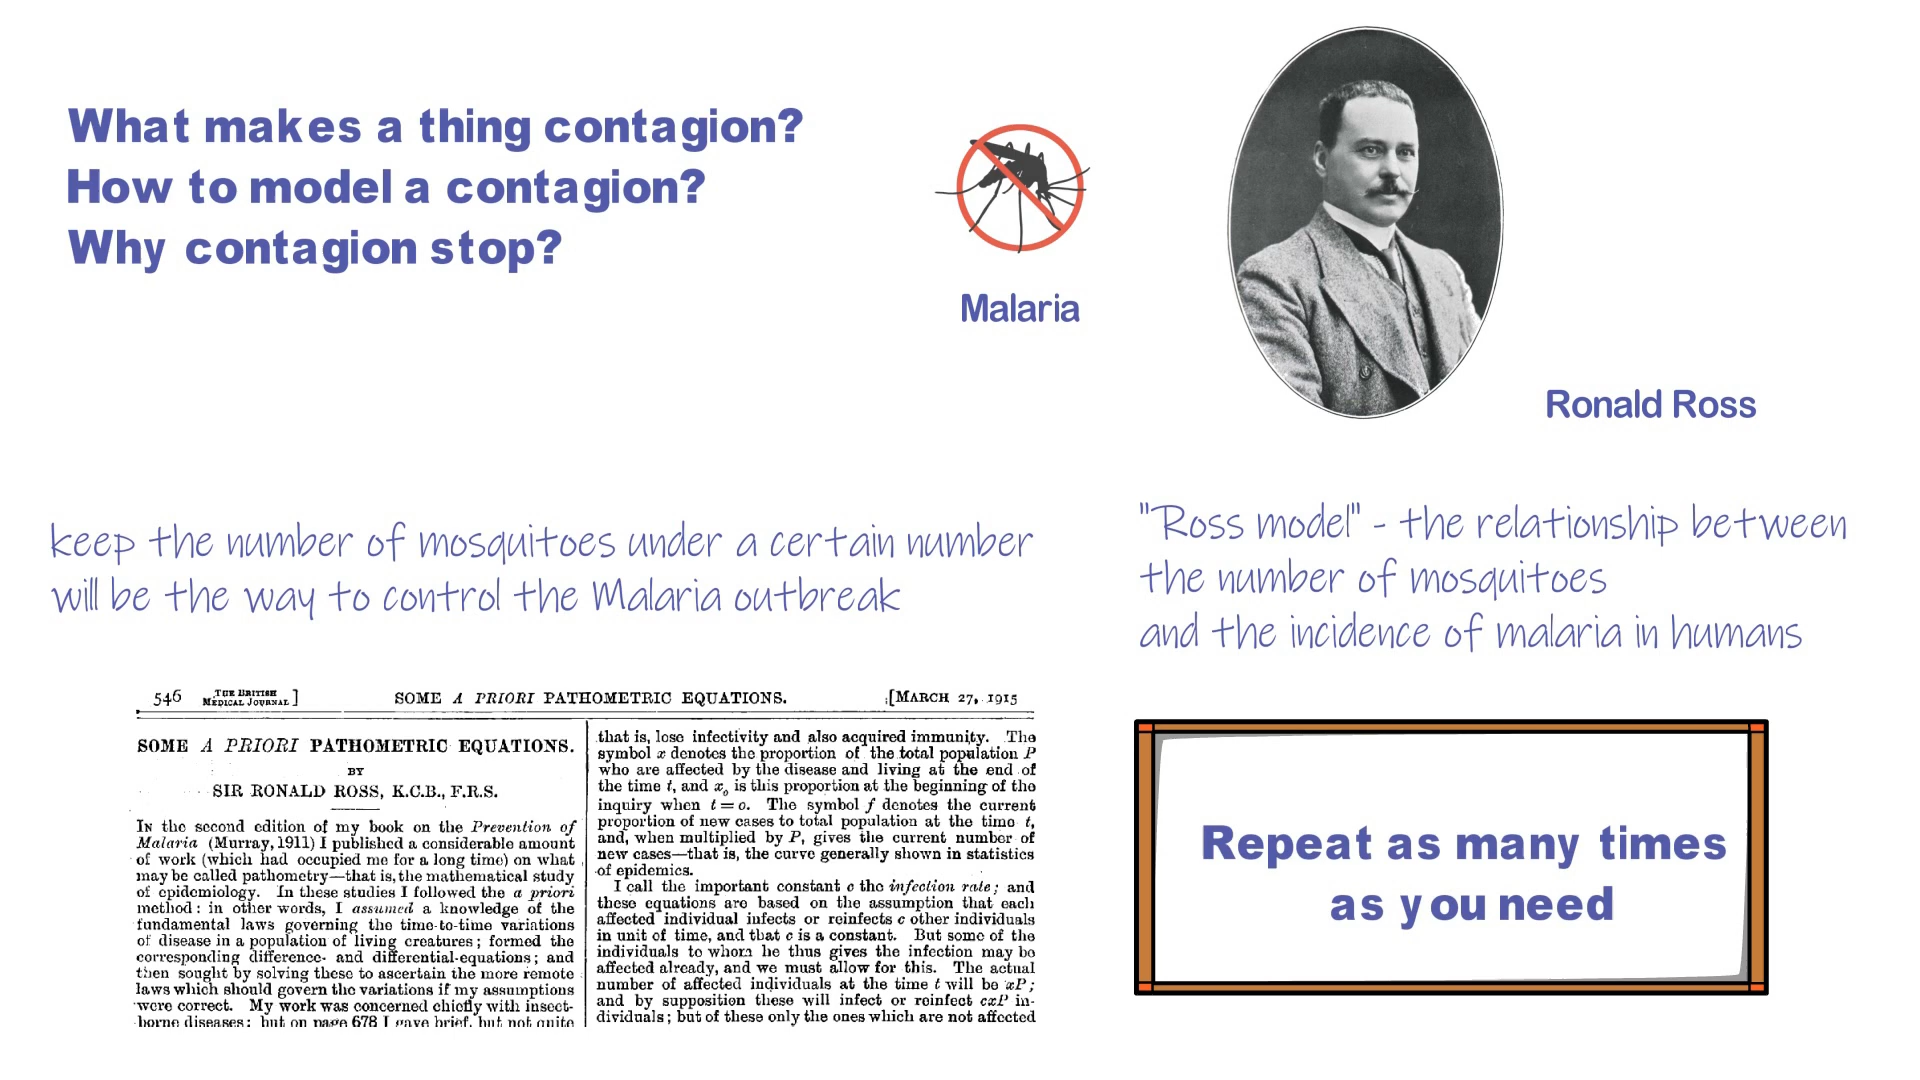 What makes a thing contagion?
How to model a contagion?
Why contagion stop?
Malaria
Ronald Ross
keep the number of mosquitoes under a certain number
will be the way to control the Malaria outbreak
"Ross model" - the relationship between
the number of mosquitoes
and the incidence of malaria in humans
546 THE BRITISH MEDICAL JOURNAL ] SOME A PRIORI PATHOMETRIC EQUATIONS. [MARCH 27, 1915
SOME A PRIORI PATHOMETRIC EQUATIONS.
BY
SIR RONALD ROSS, K.C.B., F.R.S.
IN the second edition of my book on the Prevention of
Malaria (Murray, 1911) I published a considerable amount
of work (which had occupied me for a long time) on what
may be called pathometry—that is, the mathematical study
of epidemiology. In these studies I followed the a priori
method: in other words, I assumed a knowledge of the
fundamental laws governing the time-to-time variations
of disease in a population of living creatures; formed the
corresponding difference- and differential-equations; and
then sought by solving these to ascertain the more remote
laws which should govern the variations if my assumptions
were correct. My work was concerned chiefly with insect-
borne diseases; but on page 678 I gave brief, but not quite
that is, lose infectivity and also acquired immunity. The
symbol x denotes the proportion of the total population P
who are affected by the disease and living at the end of
the time t, and x₀ is this proportion at the beginning of the
inquiry when t = o. The symbol f denotes the current
proportion of new cases to total population at the time t,
and, when multiplied by P, gives the current number of
new cases—that is, the curve generally shown in statistics
of epidemics.
I call the important constant c the infection rate; and
these equations are based on the assumption that each
affected individual infects or reinfects c other individuals
in unit of time, and that c is a constant. But some of the
individuals to whom he thus gives the infection may be
affected already, and we must allow for this. The actual
number of affected individuals at the time t will be xP;
and by supposition these will infect or reinfect cxP in-
dividuals; but of these only the ones which are not affected
Repeat as many times
as you need